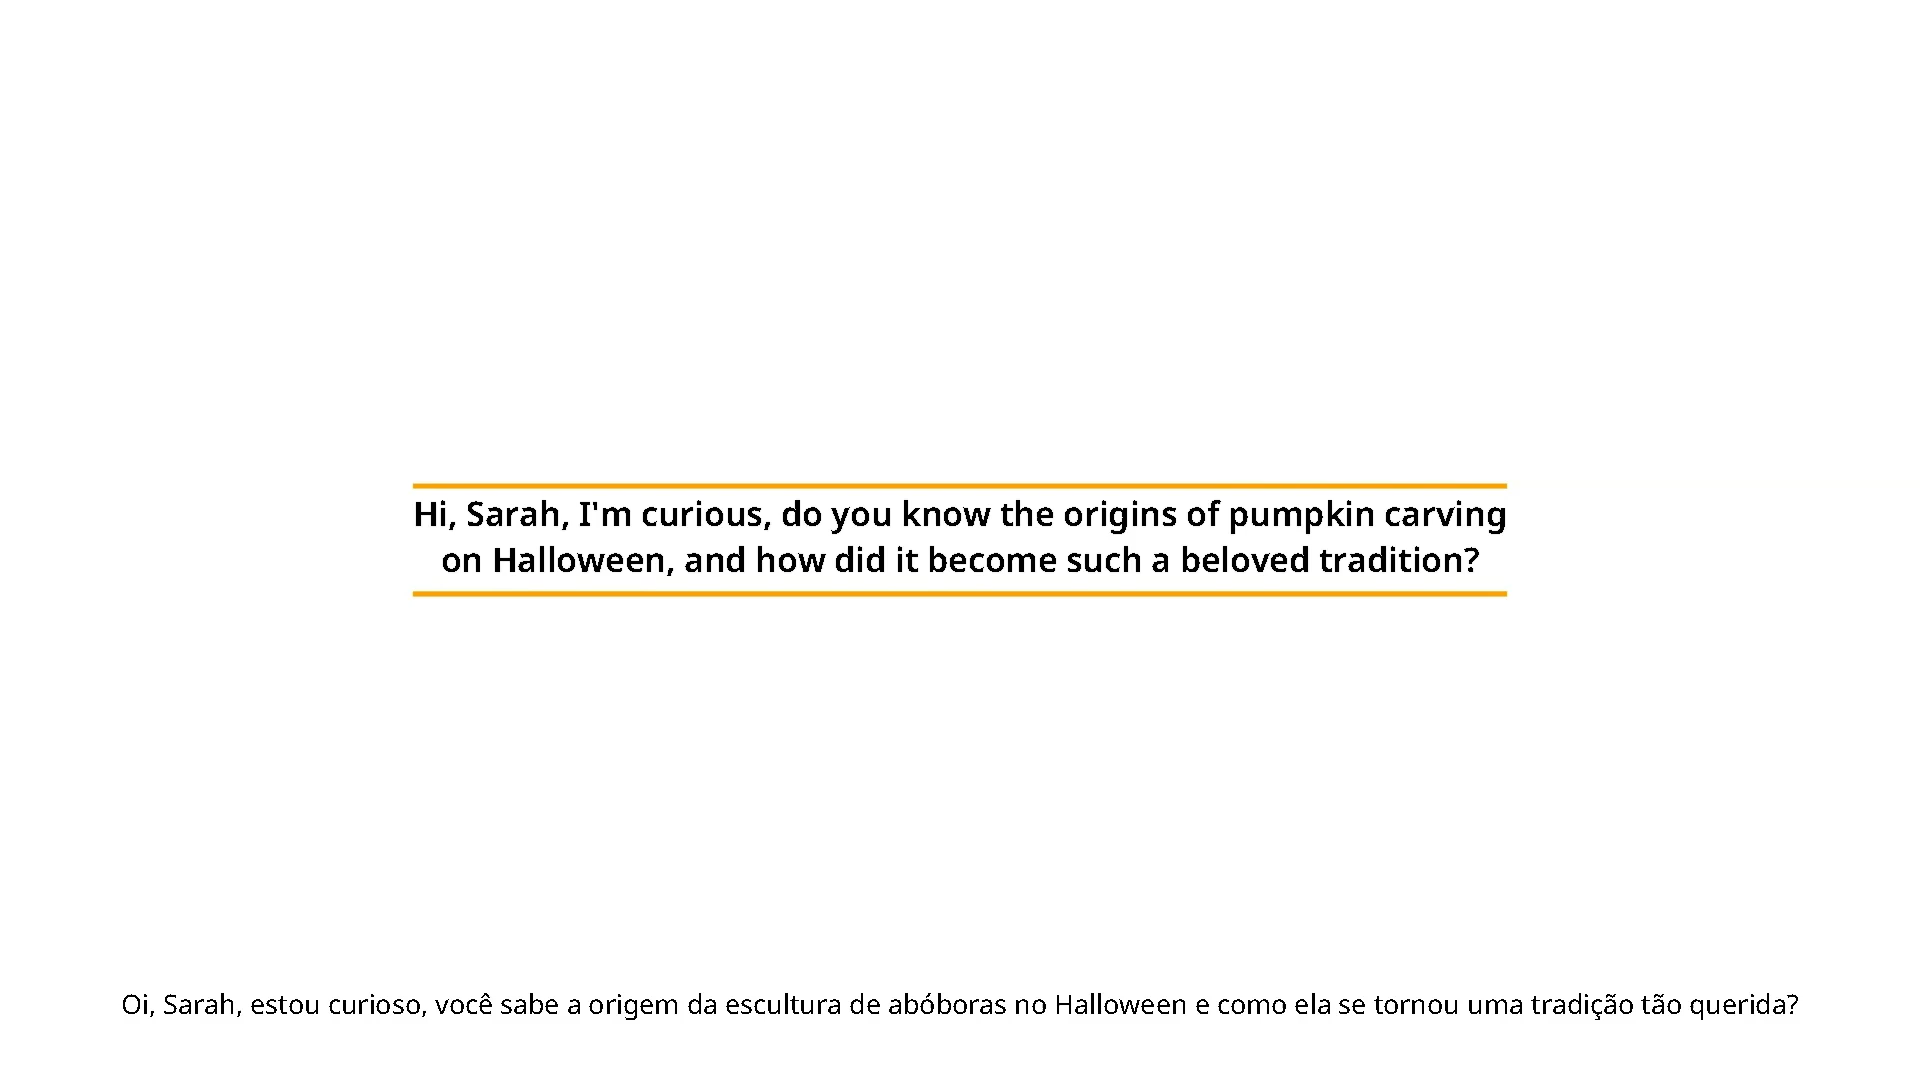 Hi, Sarah, I'm curious, do you know the origins of pumpkin carving
on Halloween, and how did it become such a beloved tradition?
Oi, Sarah, estou curioso, você sabe a origem da escultura de abóboras no Halloween e como ela se tornou uma tradição tão querida?